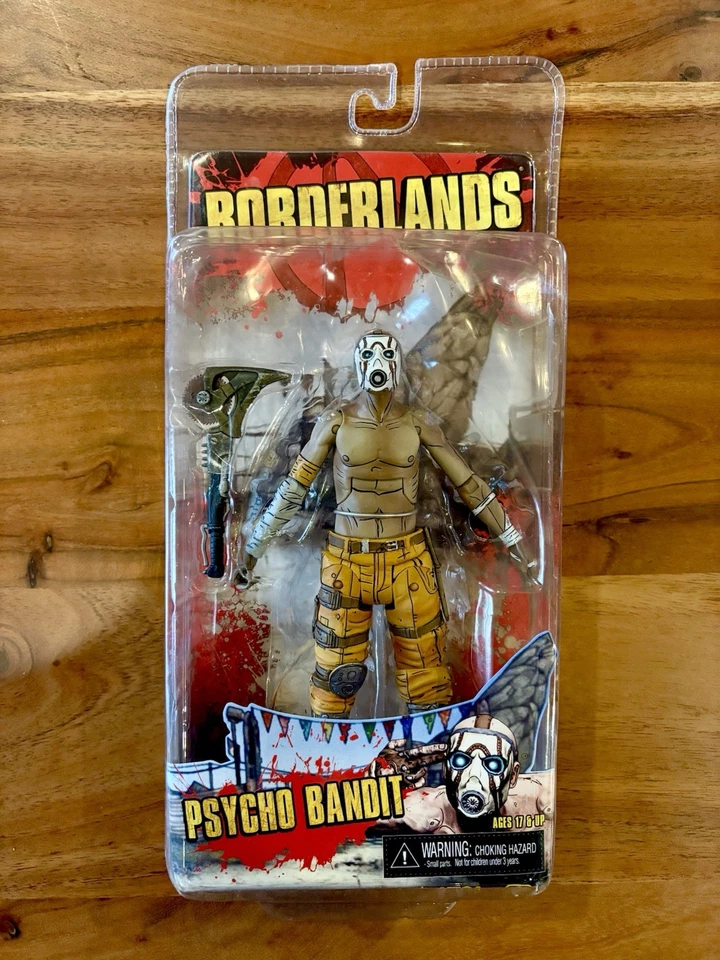 BORDERLANDS
PSYCHO BANDIT
AGES 17 & UP
WARNING: CHOKING HAZARD
- Small parts. Not for children under 3 years.